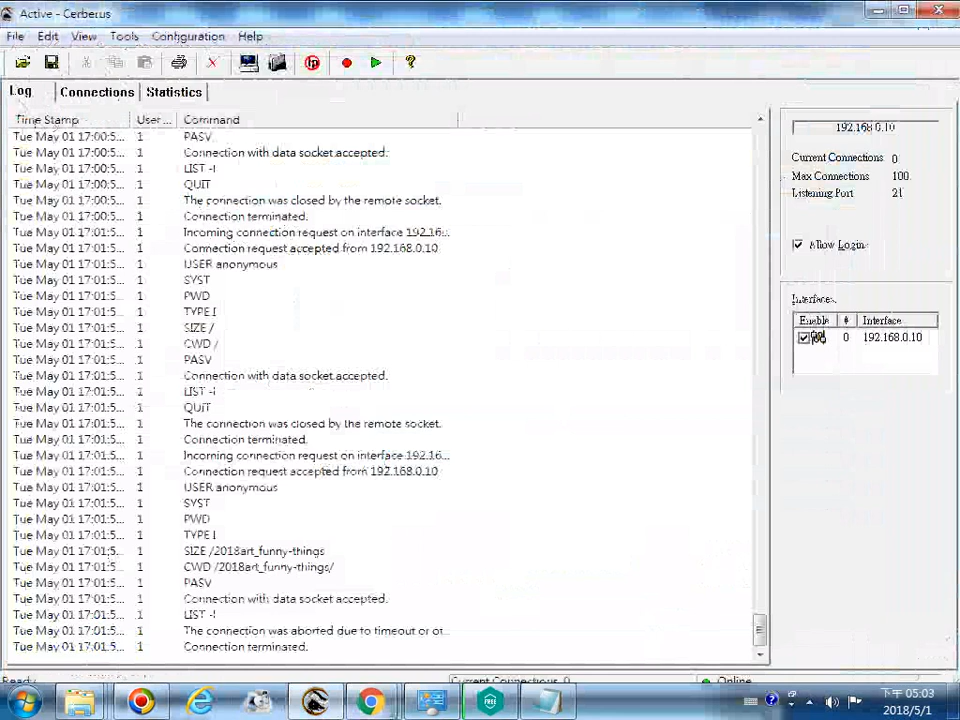 Active - Cerberus
File Edit View Tools Configuration Help
Log Connections Statistics
Time Stamp User ... Command
Tue May 01 17:00:5... 1 PASV
Tue May 01 17:00:5... 1 Connection with data socket accepted.
Tue May 01 17:00:5... 1 LIST -l
Tue May 01 17:00:5... 1 QUIT
Tue May 01 17:00:5... 1 The connection was closed by the remote socket.
Tue May 01 17:00:5... 1 Connection terminated.
Tue May 01 17:01:5... 1 Incoming connection request on interface 192.16...
Tue May 01 17:01:5... 1 Connection request accepted from 192.168.0.10
Tue May 01 17:01:5... 1 USER anonymous
Tue May 01 17:01:5... 1 SYST
Tue May 01 17:01:5... 1 PWD
Tue May 01 17:01:5... 1 TYPE I
Tue May 01 17:01:5... 1 SIZE /
Tue May 01 17:01:5... 1 CWD /
Tue May 01 17:01:5... 1 PASV
Tue May 01 17:01:5... 1 Connection with data socket accepted.
Tue May 01 17:01:5... 1 LIST -l
Tue May 01 17:01:5... 1 QUIT
Tue May 01 17:01:5... 1 The connection was closed by the remote socket.
Tue May 01 17:01:5... 1 Connection terminated.
Tue May 01 17:01:5... 1 Incoming connection request on interface 192.16...
Tue May 01 17:01:5... 1 Connection request accepted from 192.168.0.10
Tue May 01 17:01:5... 1 USER anonymous
Tue May 01 17:01:5... 1 SYST
Tue May 01 17:01:5... 1 PWD
Tue May 01 17:01:5... 1 TYPE I
Tue May 01 17:01:5... 1 SIZE /2018art_funny-things
Tue May 01 17:01:5... 1 CWD /2018art_funny-things/
Tue May 01 17:01:5... 1 PASV
Tue May 01 17:01:5... 1 Connection with data socket accepted.
Tue May 01 17:01:5... 1 LIST -l
Tue May 01 17:01:5... 1 The connection was aborted due to timeout or ot...
Tue May 01 17:01:5... 1 Connection terminated.
192.168.0.10
Current Connections 0
Max Connections 100
Listening Port 21
Allow Login
Interfaces
Enable # Interface
0 192.168.0.10
Ready Current Connections 0 Online
FREE
下午 05:03
2018/5/1